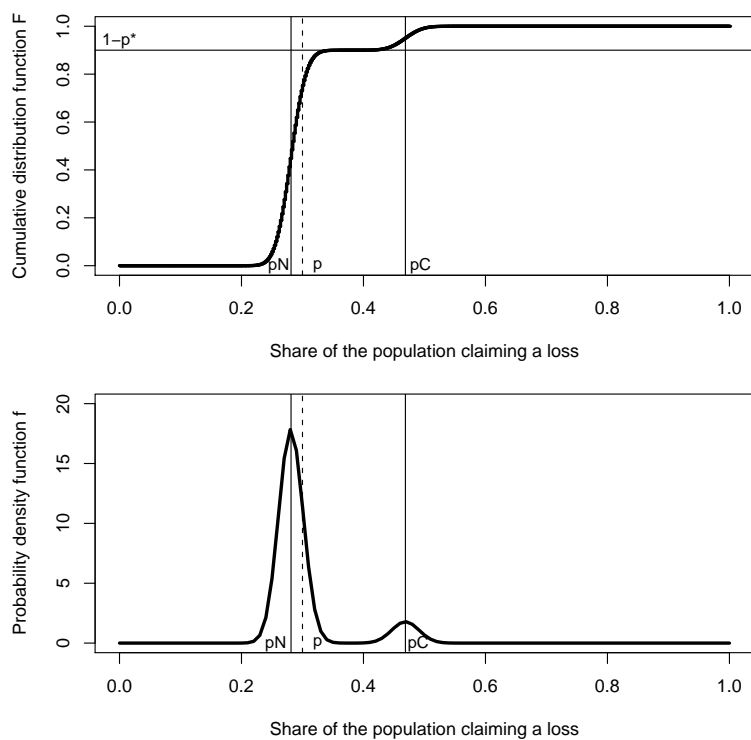 Cumulative distribution function F
0.0 0.2 0.4 0.6 0.8 1.0
1−p*
pN p pC
0.0 0.2 0.4 0.6 0.8 1.0
Share of the population claiming a loss
Probability density function f
0 5 10 15 20
pN p pC
0.0 0.2 0.4 0.6 0.8 1.0
Share of the population claiming a loss